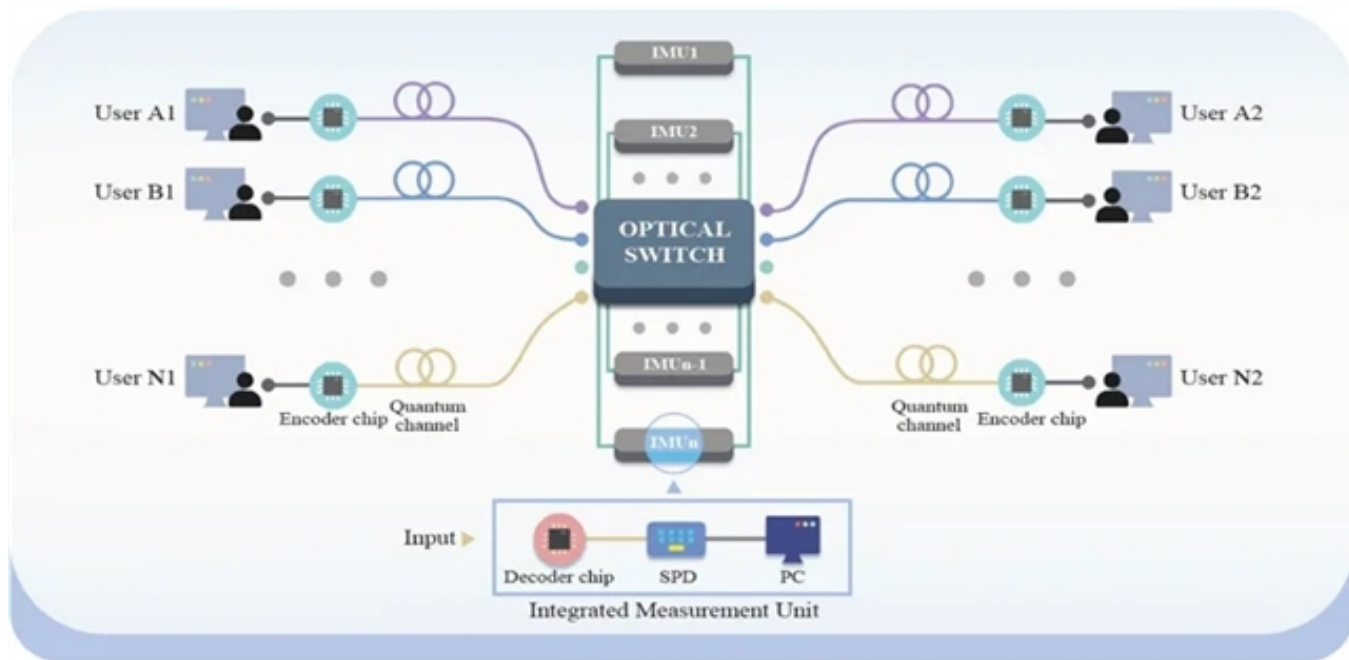 IMU1
User A1
User A2
IMU2
User B1
User B2
OPTICAL
SWITCH
IMUn-1
User N1
User N2
Encoder chip
Quantum
channel
Quantum
channel
Encoder chip
IMUn
Input
Decoder chip
SPD
PC
Integrated Measurement Unit